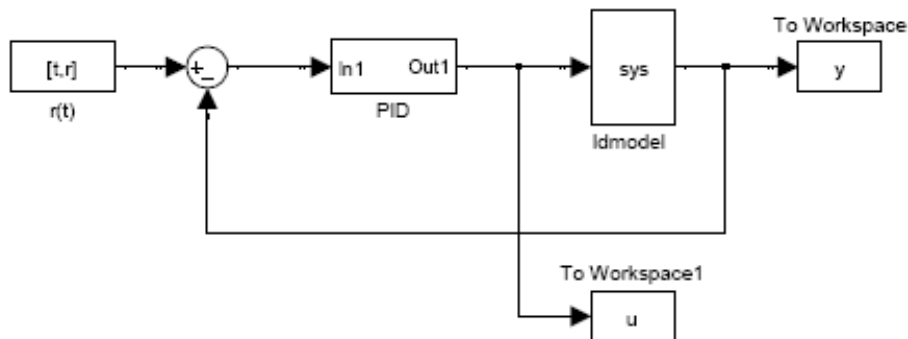 To Workspace
[t,r]
In1
Out1
sys
y
r(t)
PID
Idmodel
To Workspace1
u